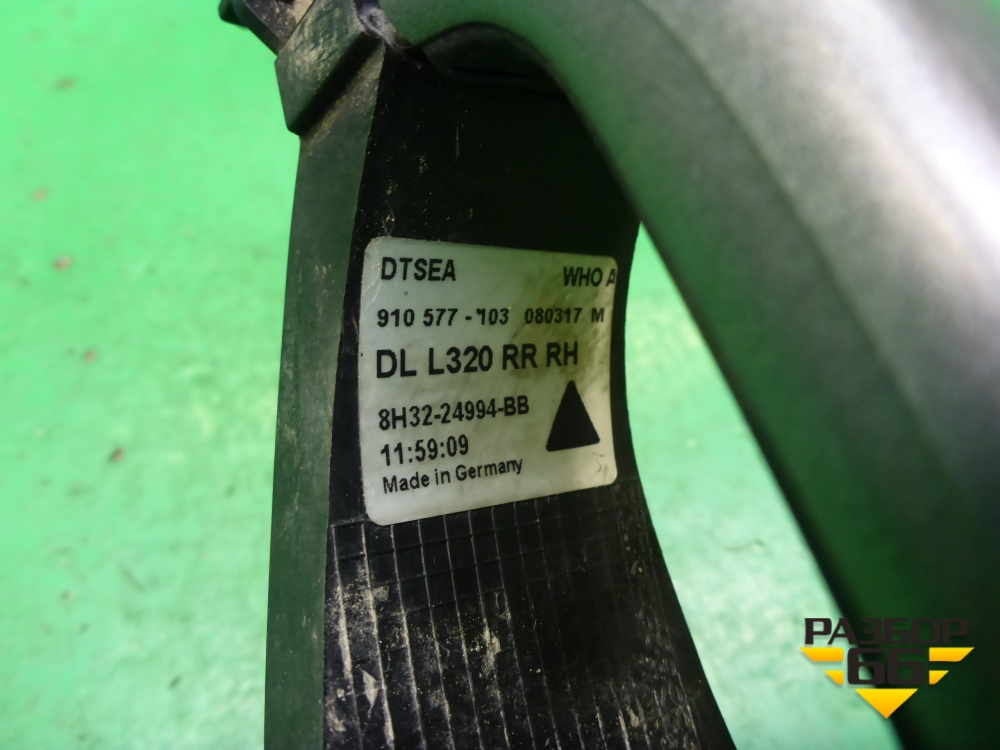 DTSEA WHO A
910 577 - 103 080317 M
DL L320 RR RH
8H32-24994-BB
11:59:09
Made in Germany
РАЗБОР
66